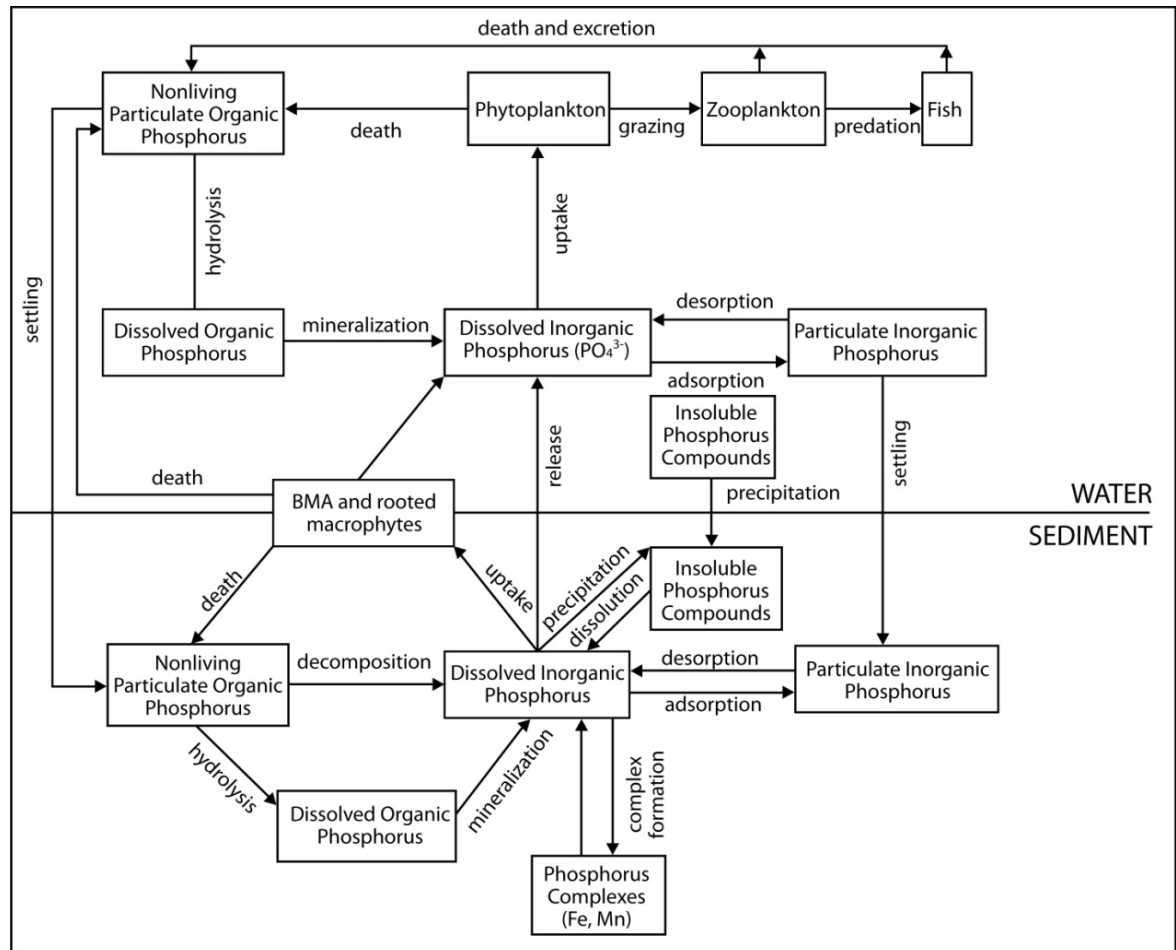 death and excretion
Nonliving
Particulate Organic
Phosphorus
death
Phytoplankton
grazing
Zooplankton
predation
Fish
settling
hydrolysis
uptake
Dissolved Organic
Phosphorus
mineralization
Dissolved Inorganic
Phosphorus (PO₄³⁻)
desorption
adsorption
Particulate Inorganic
Phosphorus
Insoluble
Phosphorus
Compounds
settling
release
precipitation
death
BMA and rooted
macrophytes
WATER
SEDIMENT
death
uptake
precipitation
dissolution
Insoluble
Phosphorus
Compounds
Nonliving
Particulate Organic
Phosphorus
decomposition
Dissolved Inorganic
Phosphorus
desorption
adsorption
Particulate Inorganic
Phosphorus
hydrolysis
Dissolved Organic
Phosphorus
mineralization
complex
formation
Phosphorus
Complexes
(Fe, Mn)